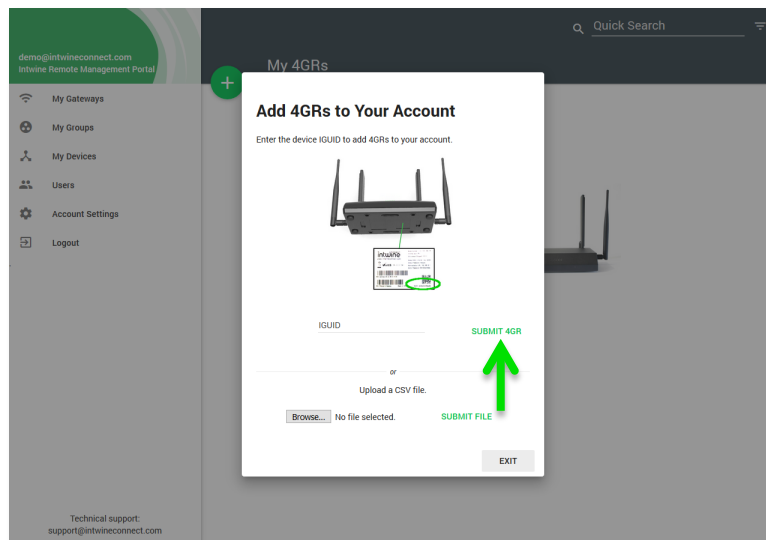 demo@intwineconnect.com
Intwine Remote Management Portal
Quick Search
My 4GRs
My Gateways
My Groups
My Devices
Users
Account Settings
Logout
Add 4GRs to Your Account
Enter the device IGUID to add 4GRs to your account.
intwine
IGUID
SUBMIT 4GR
or
Upload a CSV file.
Browse... No file selected.
SUBMIT FILE
EXIT
Technical support:
support@intwineconnect.com